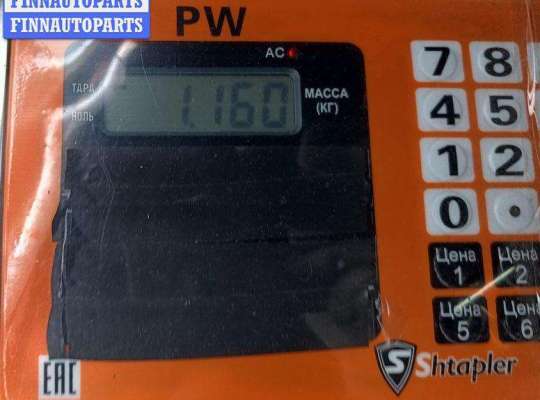 FINNAUTOPARTS
FINNAUTOPARTS
PW
AC
ТАРА
НОЛЬ
1.160
МАССА
(КГ)
7 8
4 5
1 2
0 .
Цена 1
Цена 2
Цена 5
Цена 6
EAC
S Shtapler